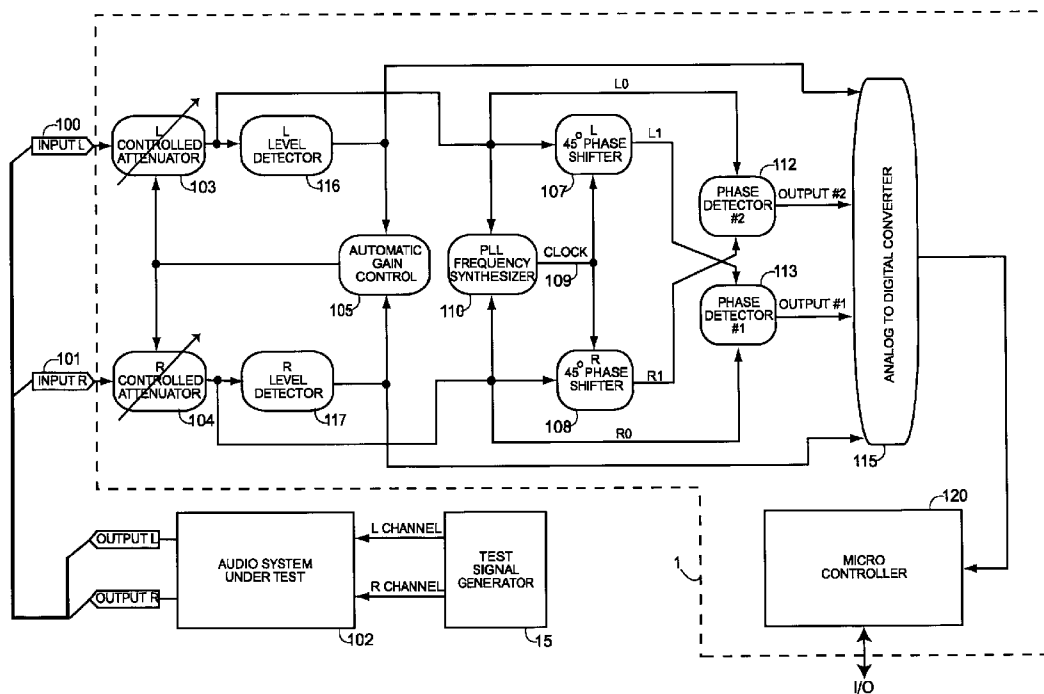 100
INPUT L
L
CONTROLLED
ATTENUATOR
103
L
LEVEL
DETECTOR
116
L
45° PHASE
SHIFTER
107
L0
L1
112
PHASE
DETECTOR
#2
OUTPUT #2
AUTOMATIC
GAIN
CONTROL
105
PLL
FREQUENCY
SYNTHESIZER
110
CLOCK
109
113
PHASE
DETECTOR
#1
OUTPUT #1
ANALOG TO DIGITAL CONVERTER
115
101
INPUT R
R
CONTROLLED
ATTENUATOR
104
R
LEVEL
DETECTOR
117
R
45° PHASE
SHIFTER
108
R1
R0
OUTPUT L
OUTPUT R
AUDIO SYSTEM
UNDER TEST
102
L CHANNEL
R CHANNEL
TEST
SIGNAL
GENERATOR
15
1
120
MICRO
CONTROLLER
I/O